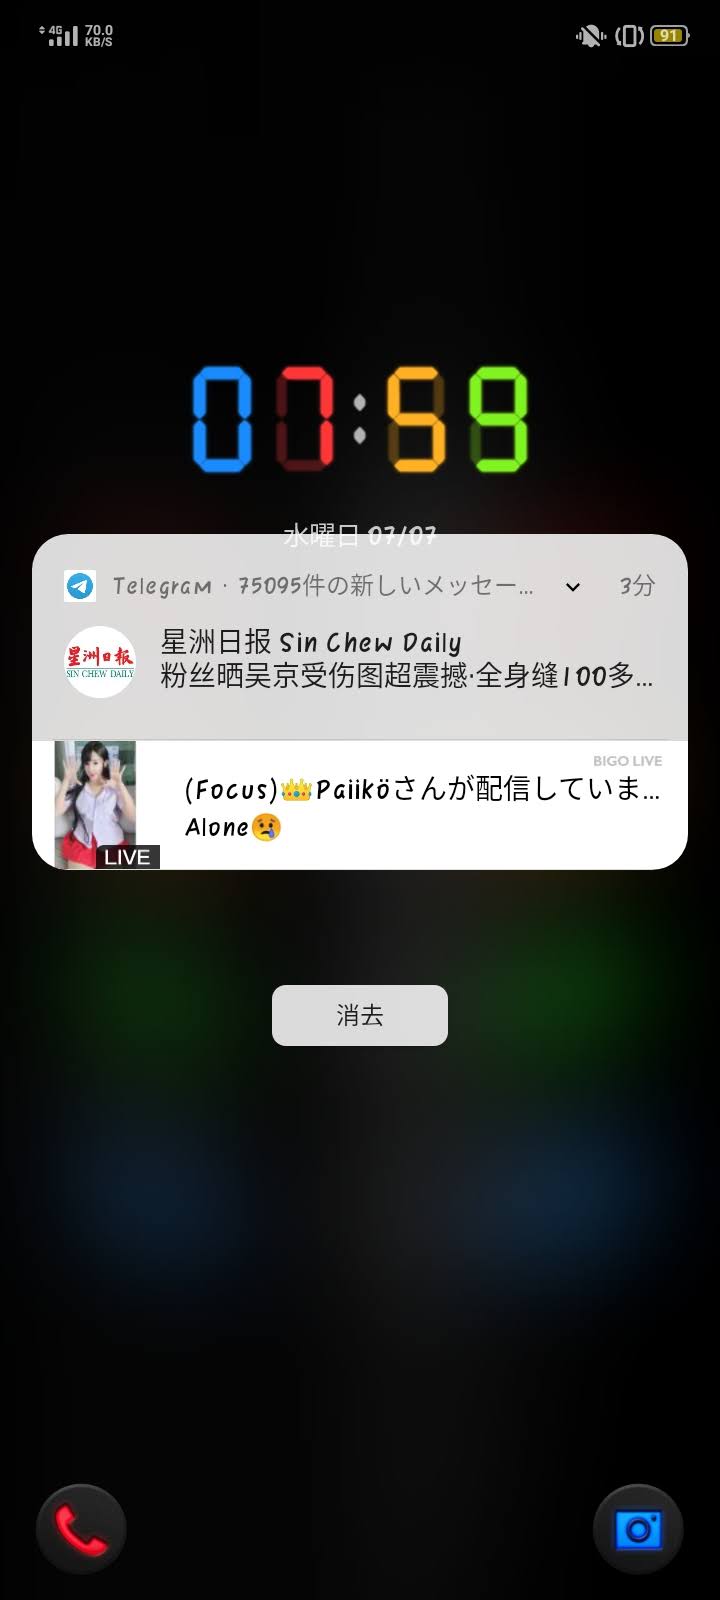 4G 70.0 KB/S 91
07:59
水曜日 07/07
Telegram · 75095件の新しいメッセー... 3分
星洲日报 Sin Chew Daily
粉丝晒吴京受伤图超震撼·全身缝100多...
星洲日報
SIN CHEW DAILY
BIGO LIVE
(Focus)👑Paiiköさんが配信していま...
Alone😢
LIVE
消去